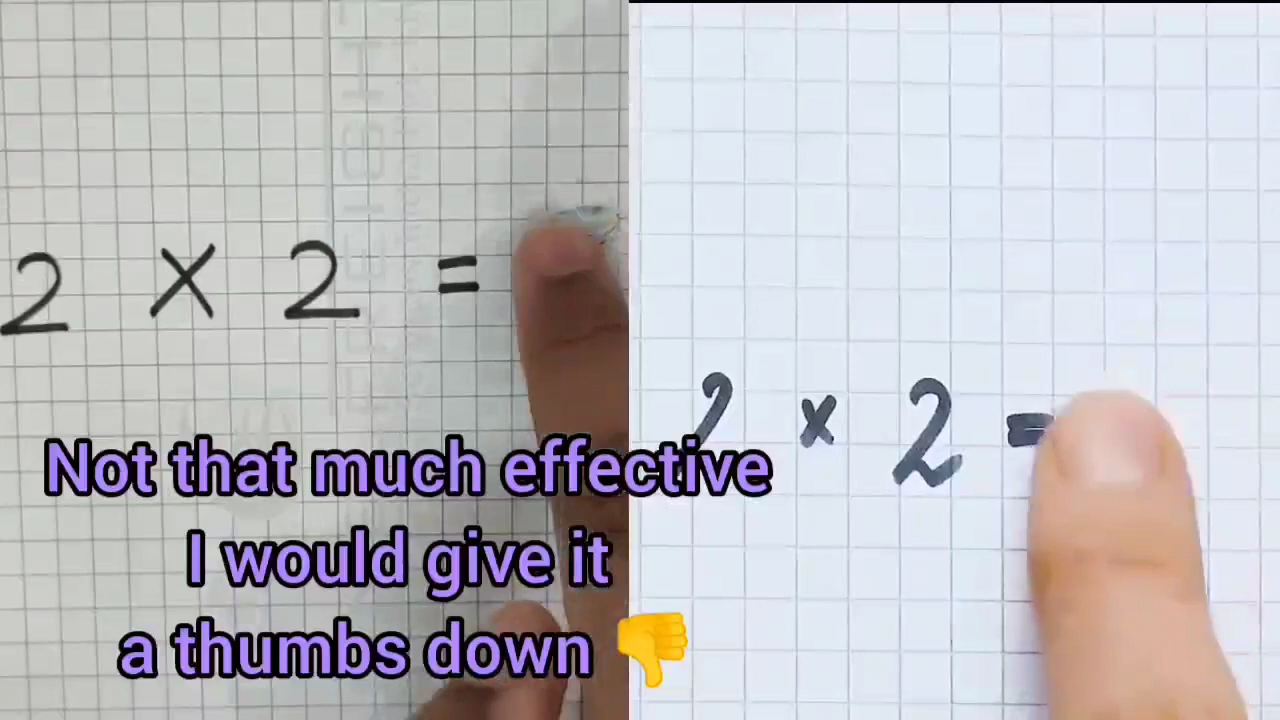 2 × 2 =
2 × 2 =
Not that much effective
I would give it
a thumbs down 👎